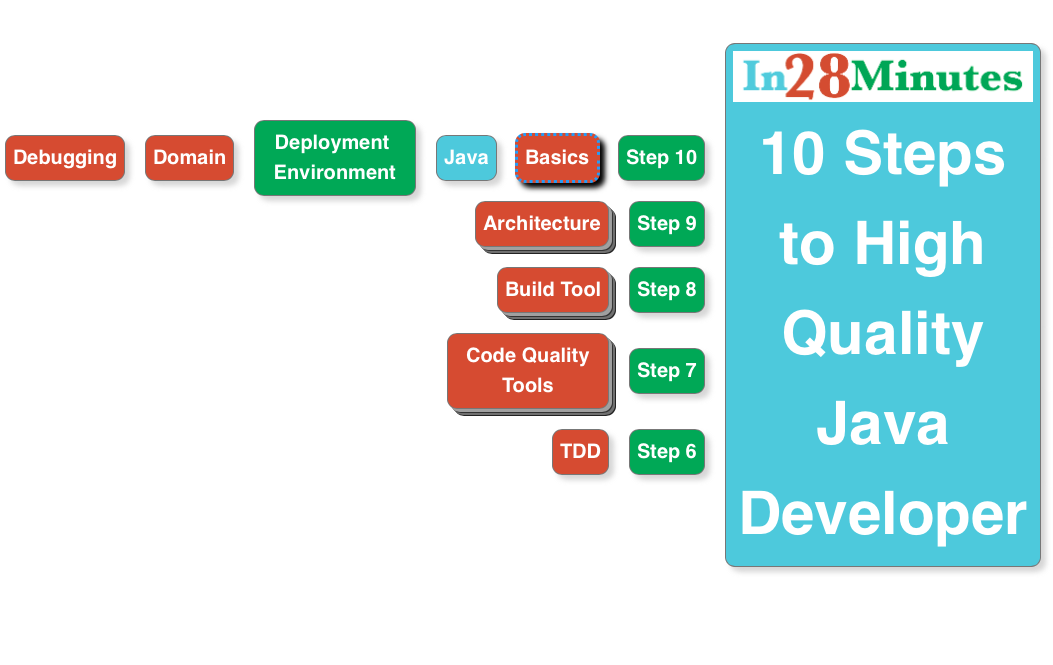 In28Minutes
10 Steps
to High
Quality
Java
Developer
Debugging
Domain
Deployment
Environment
Java
Basics
Step 10
Architecture
Step 9
Build Tool
Step 8
Code Quality
Tools
Step 7
TDD
Step 6